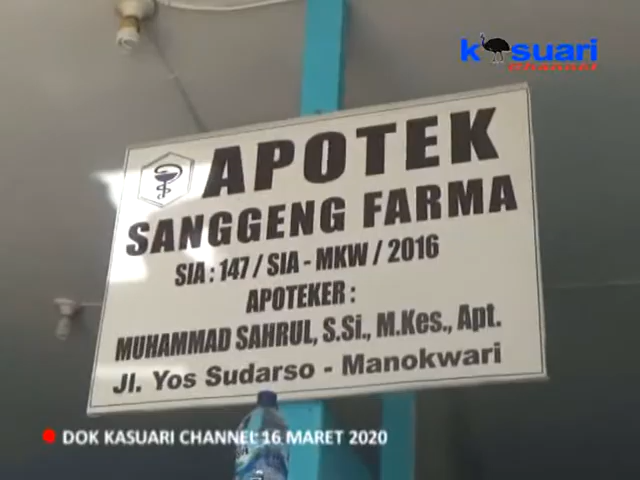 kasuari
channel
APOTEK
SANGGENG FARMA
SIA : 147 / SIA - MKW / 2016
APOTEKER :
MUHAMMAD SAHRUL, S.Si., M.Kes., Apt.
Jl. Yos Sudarso - Manokwari
DOK KASUARI CHANNEL 16 MARET 2020